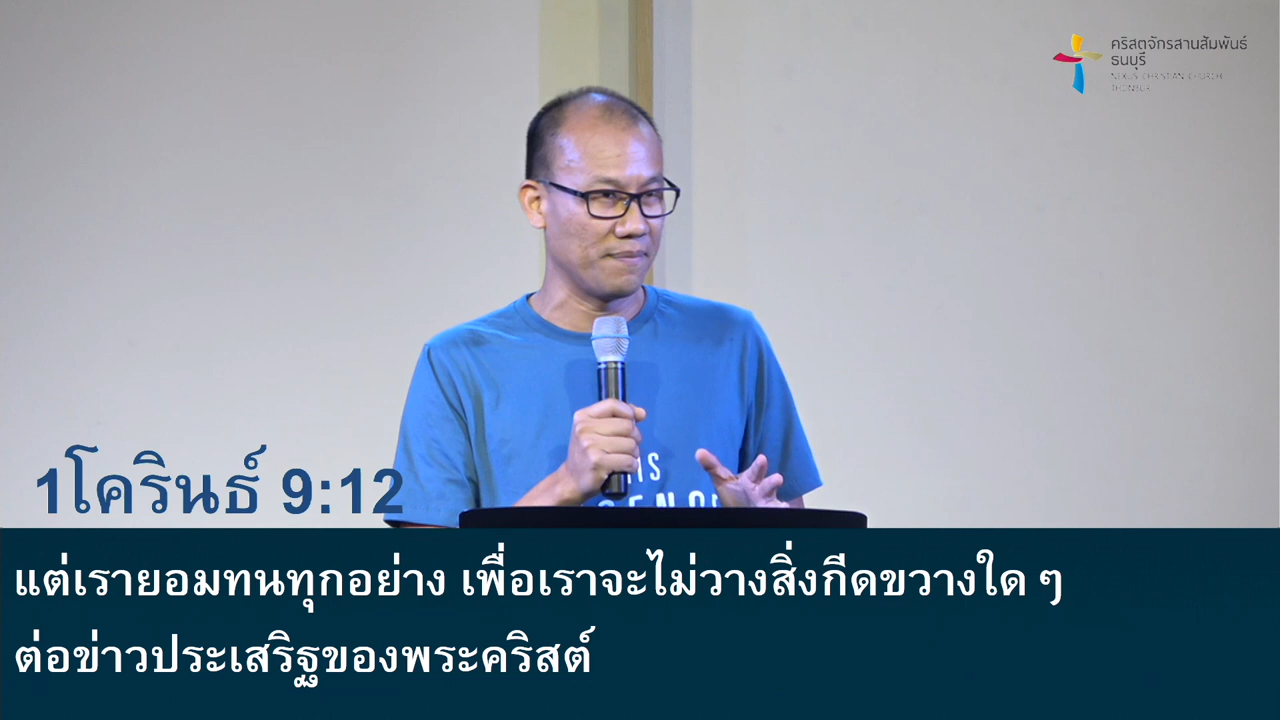 คริสตจักรสานสัมพันธ์
ธนบุรี
NEXUS CHRISTIAN CHURCH
1โครินธ์ 9:12
แต่เรายอมทนทุกอย่าง เพื่อเราจะไม่วางสิ่งกีดขวางใด ๆ
ต่อข่าวประเสริฐของพระคริสต์